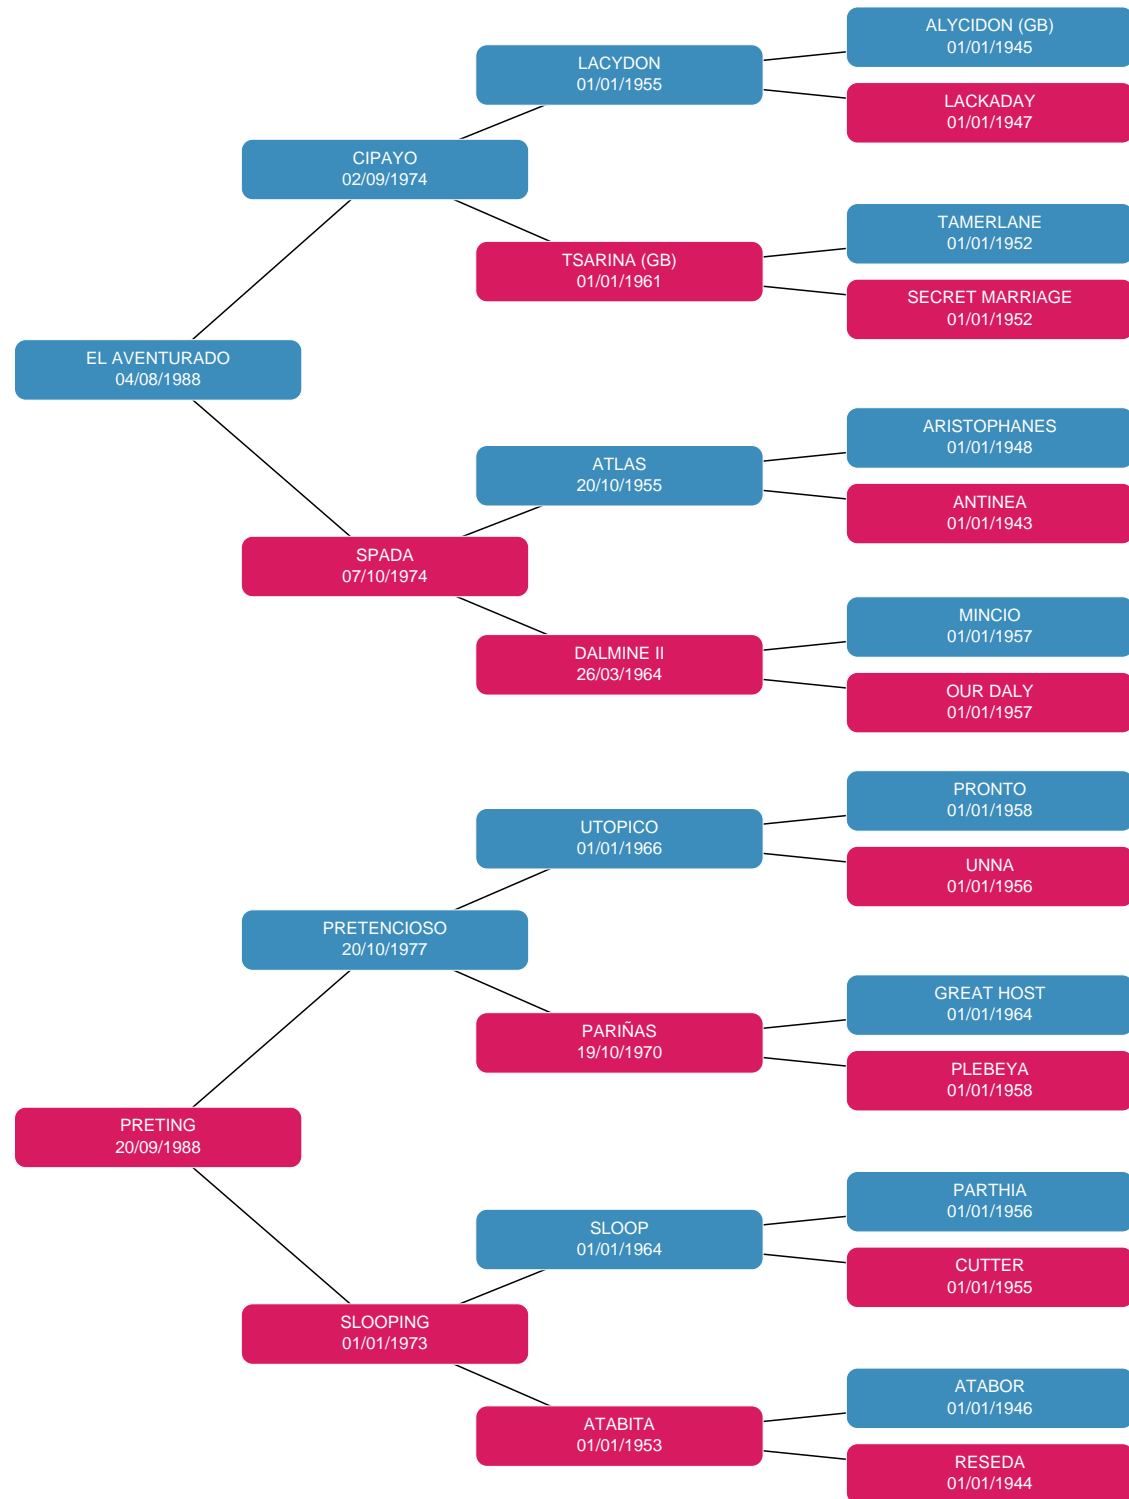 ALYCIDON (GB)
01/01/1945
LACYDON
01/01/1955
LACKADAY
01/01/1947
CIPAYO
02/09/1974
TAMERLANE
01/01/1952
TSARINA (GB)
01/01/1961
SECRET MARRIAGE
01/01/1952
EL AVENTURADO
04/08/1988
ARISTOPHANES
01/01/1948
ATLAS
20/10/1955
ANTINEA
01/01/1943
SPADA
07/10/1974
MINCIO
01/01/1957
DALMINE II
26/03/1964
OUR DALY
01/01/1957
PRONTO
01/01/1958
UTOPICO
01/01/1966
UNNA
01/01/1956
PRETENCIOSO
20/10/1977
GREAT HOST
01/01/1964
PARIÑAS
19/10/1970
PLEBEYA
01/01/1958
PRETING
20/09/1988
PARTHIA
01/01/1956
SLOOP
01/01/1964
CUTTER
01/01/1955
SLOOPING
01/01/1973
ATABOR
01/01/1946
ATABITA
01/01/1953
RESEDA
01/01/1944